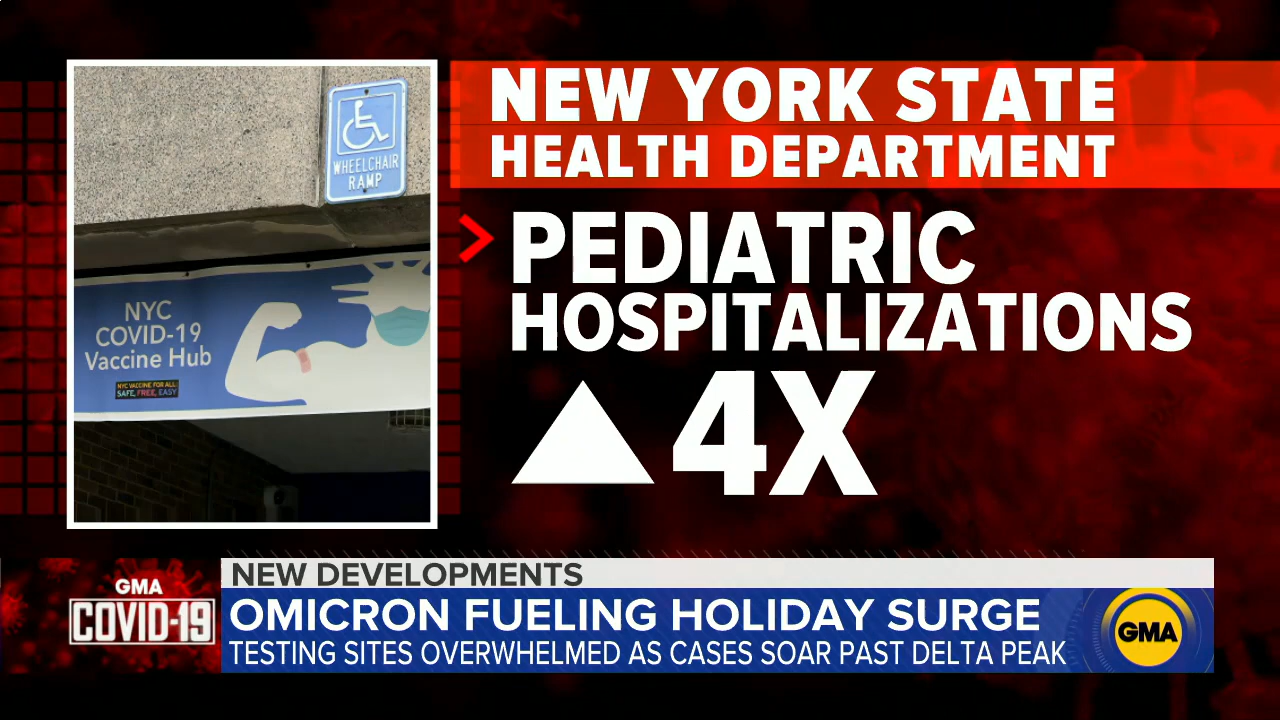 NEW YORK STATE
HEALTH DEPARTMENT
WHEELCHAIR
RAMP
NYC
COVID-19
Vaccine Hub
NYC VACCINE FOR ALL:
SAFE, FREE, EASY
PEDIATRIC
HOSPITALIZATIONS
4X
NEW DEVELOPMENTS
GMA
COVID-19
OMICRON FUELING HOLIDAY SURGE
TESTING SITES OVERWHELMED AS CASES SOAR PAST DELTA PEAK
GMA